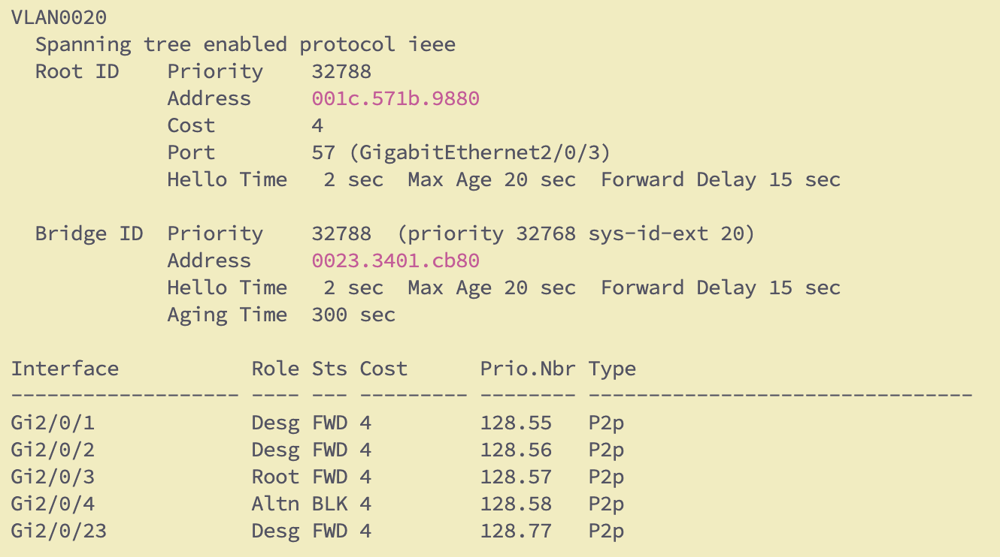 VLAN0020
  Spanning tree enabled protocol ieee
  Root ID    Priority    32788
             Address     001c.571b.9880
             Cost        4
             Port        57 (GigabitEthernet2/0/3)
             Hello Time   2 sec  Max Age 20 sec  Forward Delay 15 sec

  Bridge ID  Priority    32788  (priority 32768 sys-id-ext 20)
             Address     0023.3401.cb80
             Hello Time   2 sec  Max Age 20 sec  Forward Delay 15 sec
             Aging Time  300 sec

Interface           Role Sts Cost      Prio.Nbr Type
------------------- ---- --- --------- -------- --------------------------------
Gi2/0/1             Desg FWD 4         128.55   P2p
Gi2/0/2             Desg FWD 4         128.56   P2p
Gi2/0/3             Root FWD 4         128.57   P2p
Gi2/0/4             Altn BLK 4         128.58   P2p
Gi2/0/23            Desg FWD 4         128.77   P2p